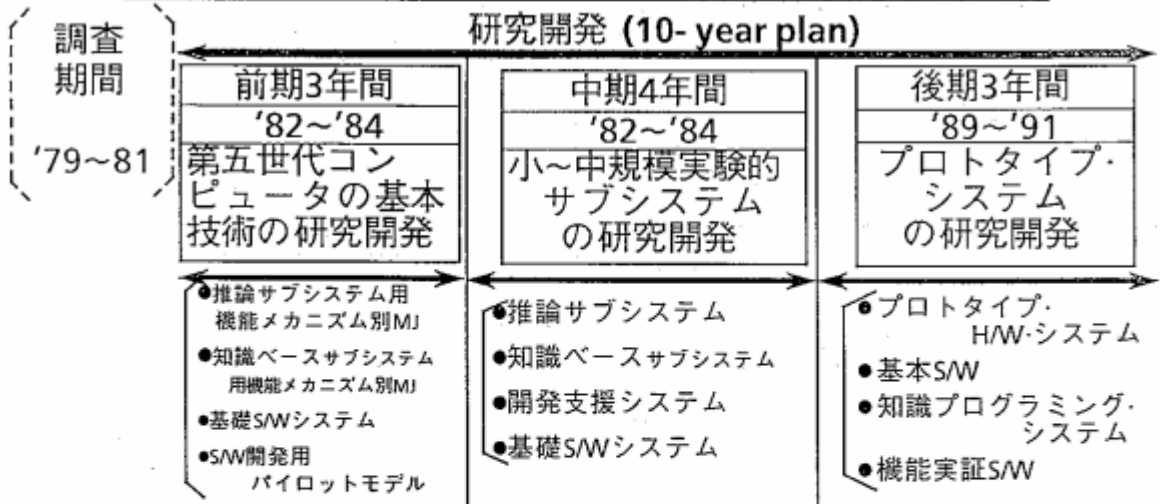 調査
期間
'79～81
研究開発 (10- year plan)
前期3年間
'82～'84
第五世代コン
ピュータの基本
技術の研究開発
中期4年間
'82～'84
小～中規模実験的
サブシステム
の研究開発
後期3年間
'89～'91
プロトタイプ・
システム
の研究開発
●推論サブシステム用
機能メカニズム別MJ
●知識ベースサブシステム
用機能メカニズム別MJ
●基礎S/Wシステム
●S/W開発用
パイロットモデル
●推論サブシステム
●知識ベースサブシステム
●開発支援システム
●基礎S/Wシステム
●プロトタイプ・
H/W・システム
●基本S/W
●知識プログラミング・
システム
●機能実証S/W